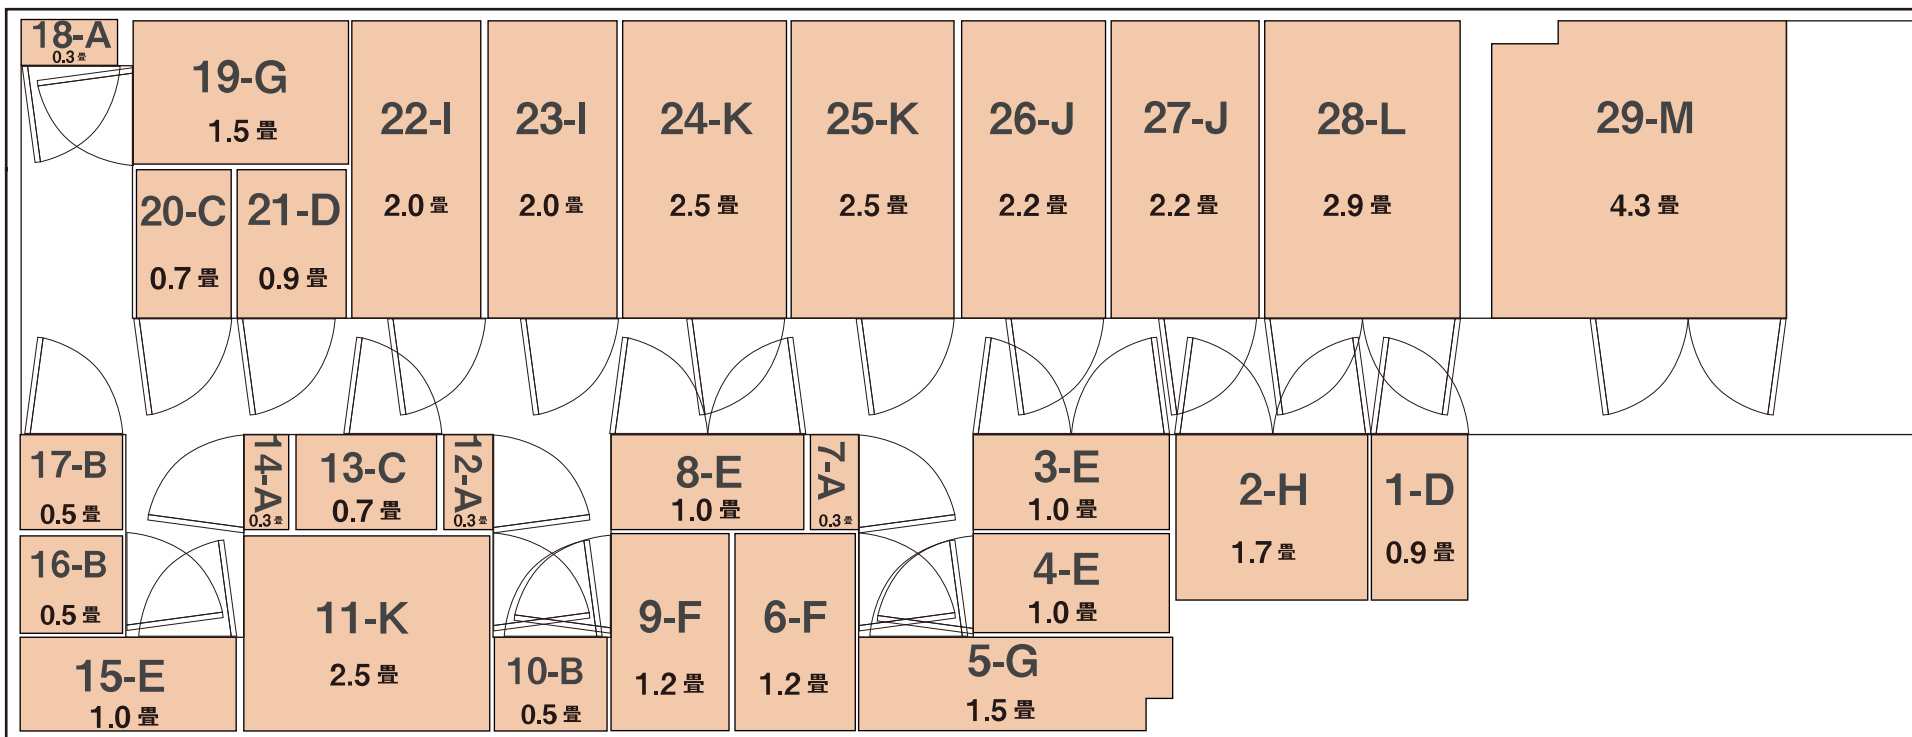 18-A
0.3 畳
19-G
1.5 畳
20-C
0.7 畳
21-D
0.9 畳
22-I
2.0 畳
23-I
2.0 畳
24-K
2.5 畳
25-K
2.5 畳
26-J
2.2 畳
27-J
2.2 畳
28-L
2.9 畳
29-M
4.3 畳
17-B
0.5 畳
14-A
0.3 畳
13-C
0.7 畳
12-A
0.3 畳
8-E
1.0 畳
7-A
0.3 畳
3-E
1.0 畳
2-H
1.7 畳
1-D
0.9 畳
16-B
0.5 畳
11-K
2.5 畳
9-F
1.2 畳
6-F
1.2 畳
4-E
1.0 畳
15-E
1.0 畳
10-B
0.5 畳
5-G
1.5 畳